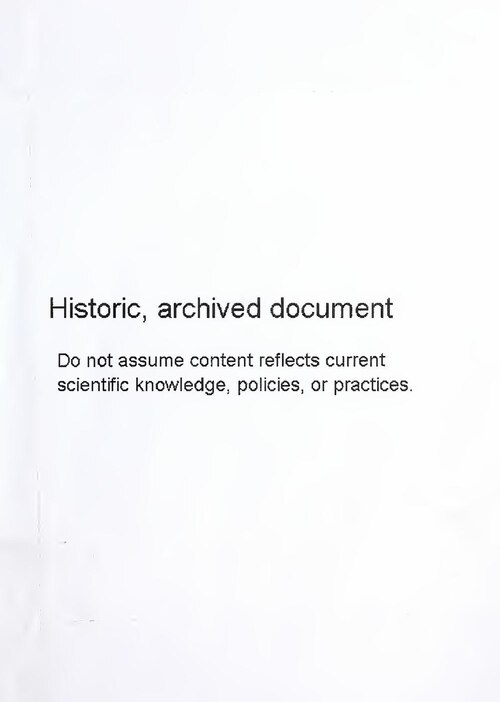 Historic, archived document
Do not assume content reflects current
scientific knowledge, policies, or practices.